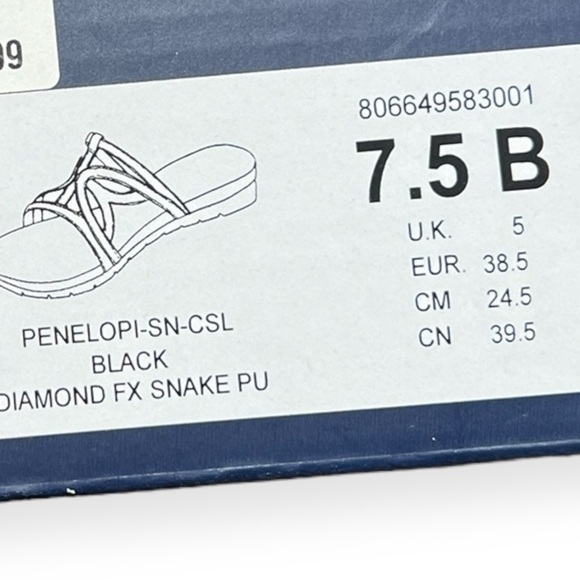 99
806649583001
7.5 B
U.K. 5
EUR. 38.5
CM 24.5
CN 39.5
PENELOPI-SN-CSL
BLACK
DIAMOND FX SNAKE PU